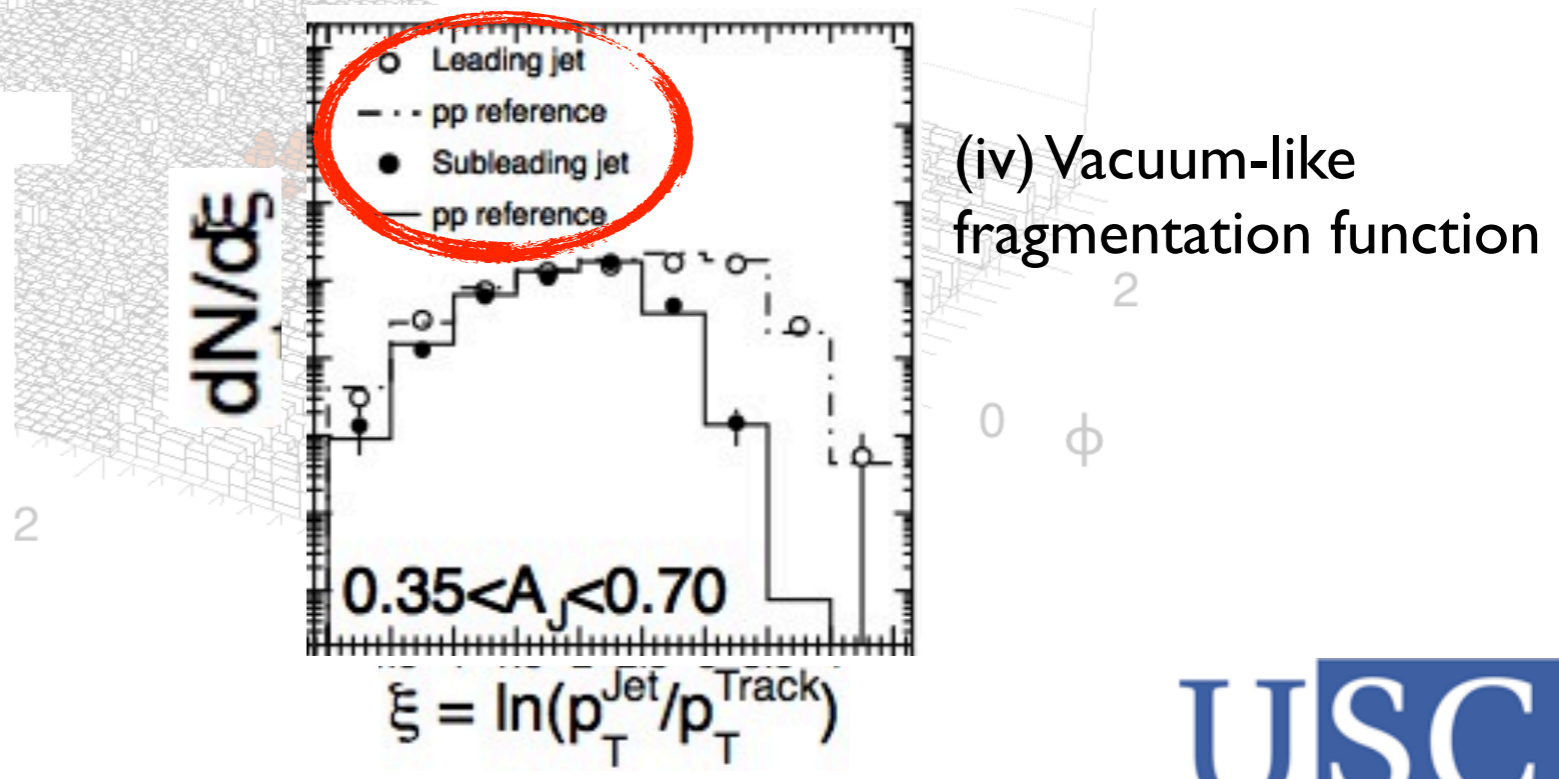 Leading jet
pp reference
Subleading jet
pp reference
(iv) Vacuum-like
fragmentation function
dN/dξ
2
0 ϕ
2
0.35<A_J<0.70
ξ = ln(p_T^Jet/p_T^Track)
USC